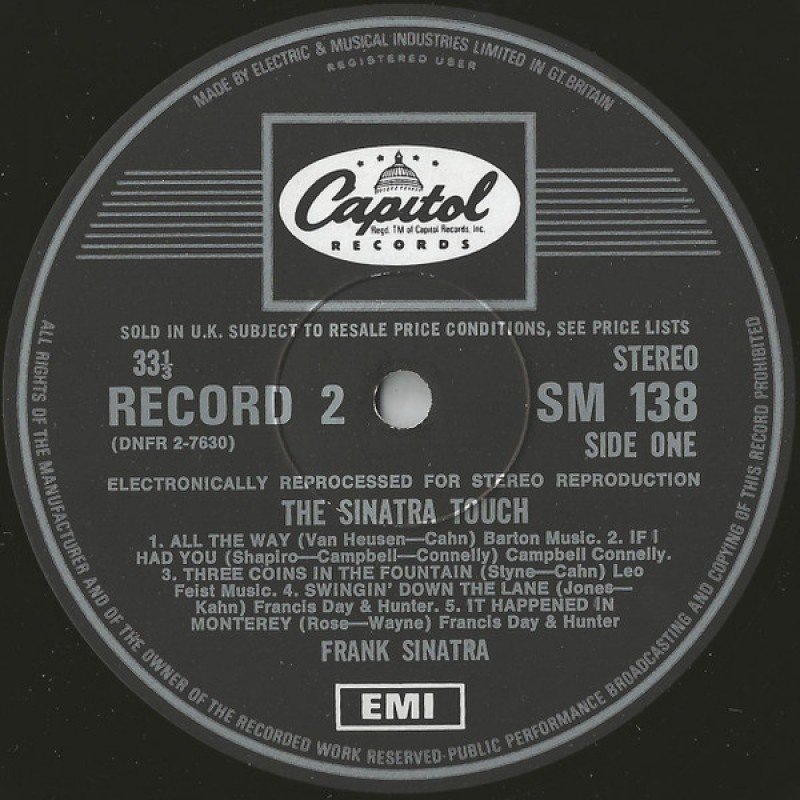 MADE BY ELECTRIC & MUSICAL INDUSTRIES LIMITED IN GT. BRITAIN
REGISTERED USER
Capitol
Regd. TM of Capitol Records, Inc.
RECORDS
SOLD IN U.K. SUBJECT TO RESALE PRICE CONDITIONS, SEE PRICE LISTS
33⅓
STEREO
RECORD 2
SM 138
(DNFR 2-7630)
SIDE ONE
ELECTRONICALLY REPROCESSED FOR STEREO REPRODUCTION
THE SINATRA TOUCH
1. ALL THE WAY (Van Heusen—Cahn) Barton Music. 2. IF I
HAD YOU (Shapiro—Campbell—Connelly) Campbell Connelly.
3. THREE COINS IN THE FOUNTAIN (Styne—Cahn) Leo
Feist Music. 4. SWINGIN' DOWN THE LANE (Jones—
Kahn) Francis Day & Hunter. 5. IT HAPPENED IN
MONTEREY (Rose—Wayne) Francis Day & Hunter
FRANK SINATRA
EMI
ALL RIGHTS OF THE MANUFACTURER AND OF THE OWNER OF THE RECORDED WORK RESERVED·PUBLIC PERFORMANCE BROADCASTING AND COPYING OF THIS RECORD PROHIBITED